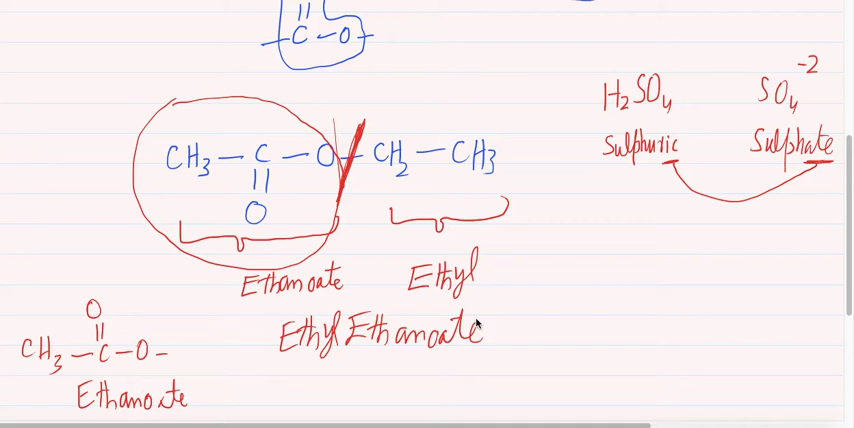 O
– C – O –
H2SO4 SO4 -2
Sulphuric Sulphate
CH3 – C – O – CH2 – CH3
O
Ethanoate Ethyl
Ethyl Ethanoate
O
CH3 – C – O –
Ethanoate